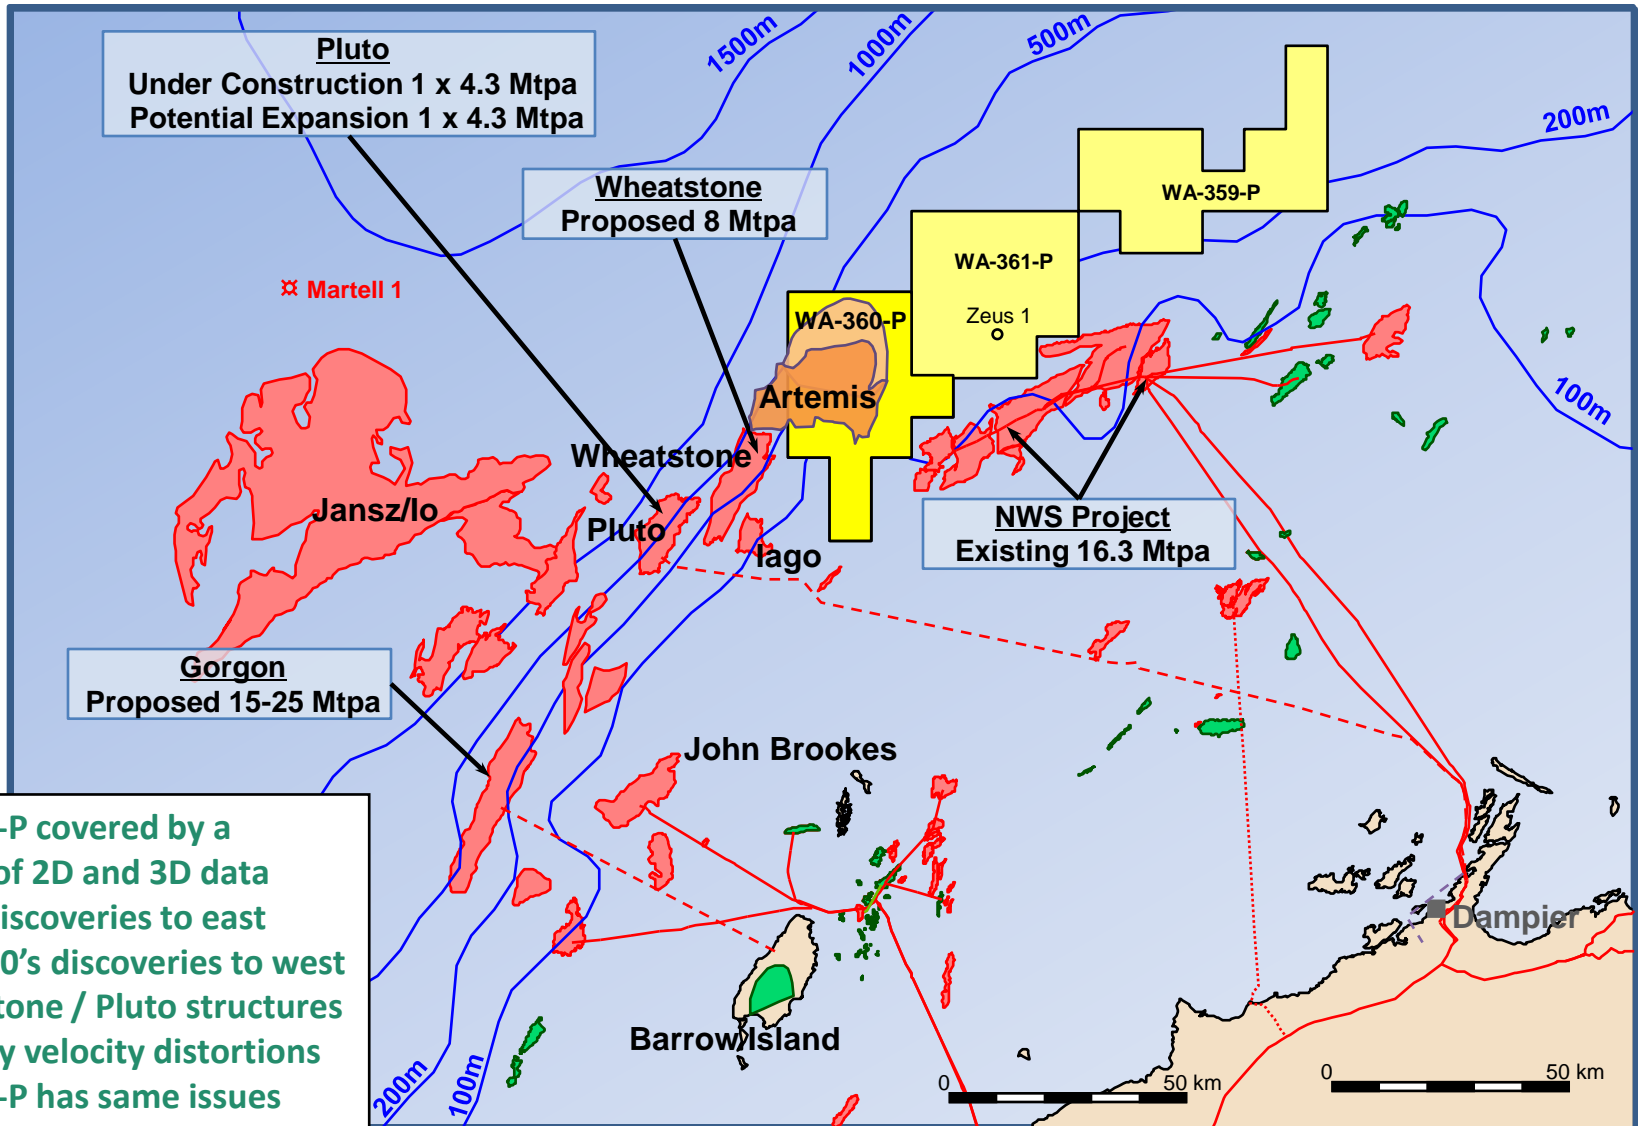 Pluto
Under Construction 1 x 4.3 Mtpa
Potential Expansion 1 x 4.3 Mtpa
1500m
1000m
500m
200m
Wheatstone
Proposed 8 Mtpa
WA-359-P
WA-361-P
Zeus 1
Martell 1
WA-360-P
Artemis
100m
Wheatstone
Jansz/Io
Pluto
Iago
NWS Project
Existing 16.3 Mtpa
Gorgon
Proposed 15-25 Mtpa
John Brookes
-P covered by a
of 2D and 3D data
iscoveries to east
0's discoveries to west
tone / Pluto structures
y velocity distortions
-P has same issues
Dampier
Barrow Island
200m
100m
0 50 km
0 50 km